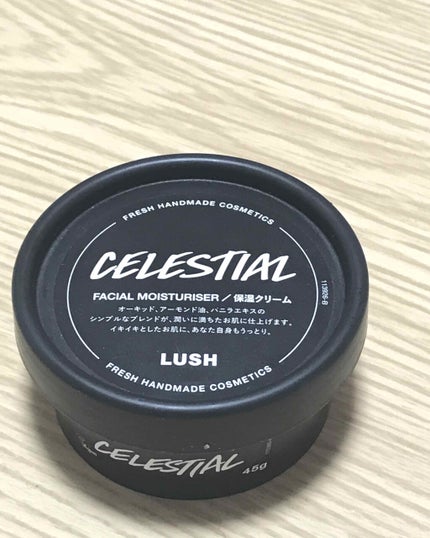 FRESH HANDMADE COSMETICS
CELESTIAL
FACIAL MOISTURISER／保湿クリーム
オーキッド、アーモンド油、バニラエキスの
シンプルなブレンドが、潤いに満ちたお肌に仕上げます。
イキイキとしたお肌に、あなた自身もうっとり。
LUSH
FRESH HANDMADE COSMETICS
CELESTIAL
45g